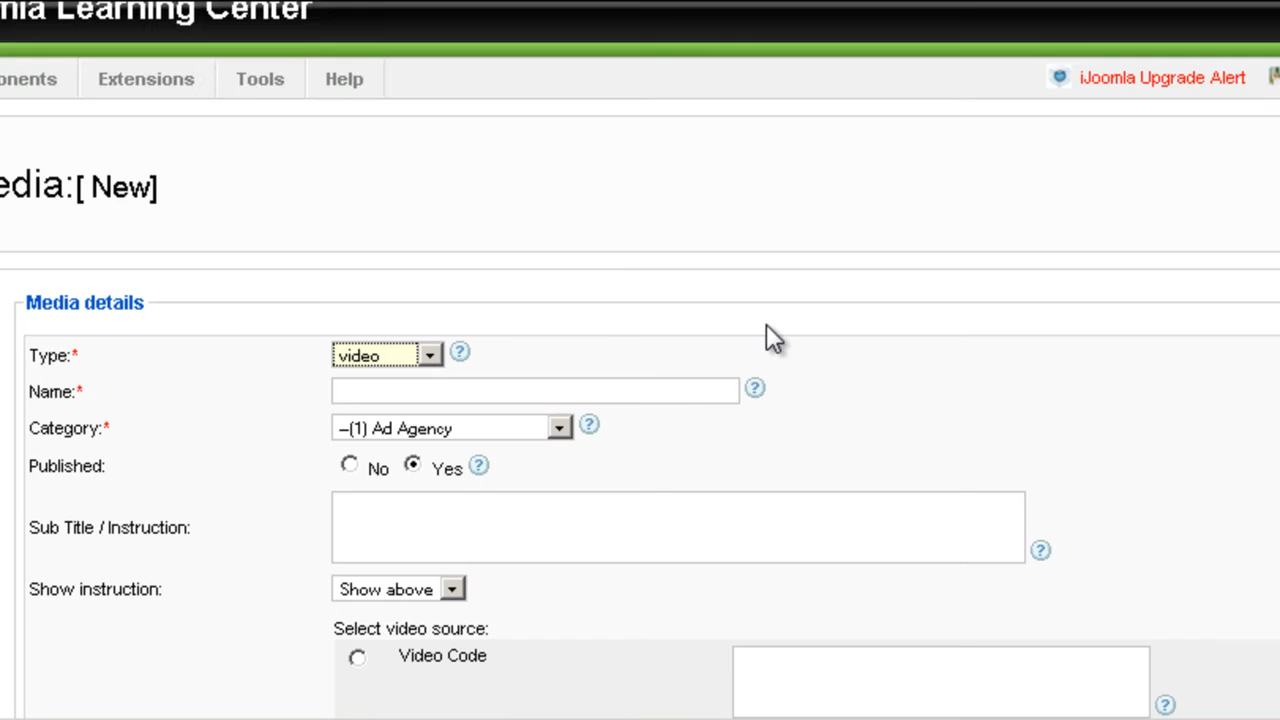 mla Learning Center
onents Extensions Tools Help iJoomla Upgrade Alert
edia:[ New]
Media details
Type:* video
Name:*
Category:* –(1) Ad Agency
Published: No Yes
Sub Title / Instruction:
Show instruction: Show above
Select video source:
Video Code